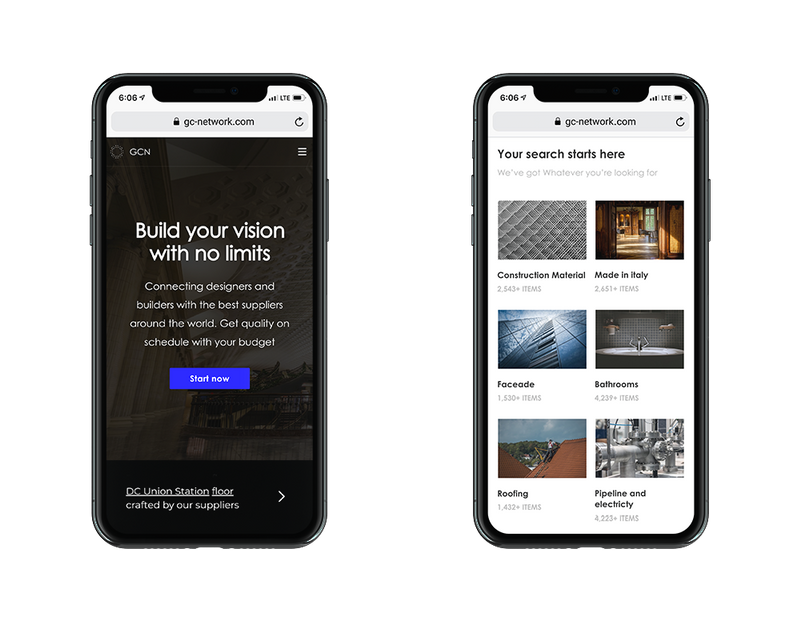 6:06
LTE
gc-network.com
GCN
Build your vision
with no limits
Connecting designers and
builders with the best suppliers
around the world. Get quality on
schedule with your budget
Start now
DC Union Station floor
crafted by our suppliers
6:06
LTE
gc-network.com
Your search starts here
We've got Whatever you're looking for
Construction Material
2,543+ ITEMS
Made in italy
2,651+ ITEMS
Faceade
1,530+ ITEMS
Bathrooms
4,239+ ITEMS
Roofing
1,432+ ITEMS
Pipeline and
electricty
4,223+ ITEMS